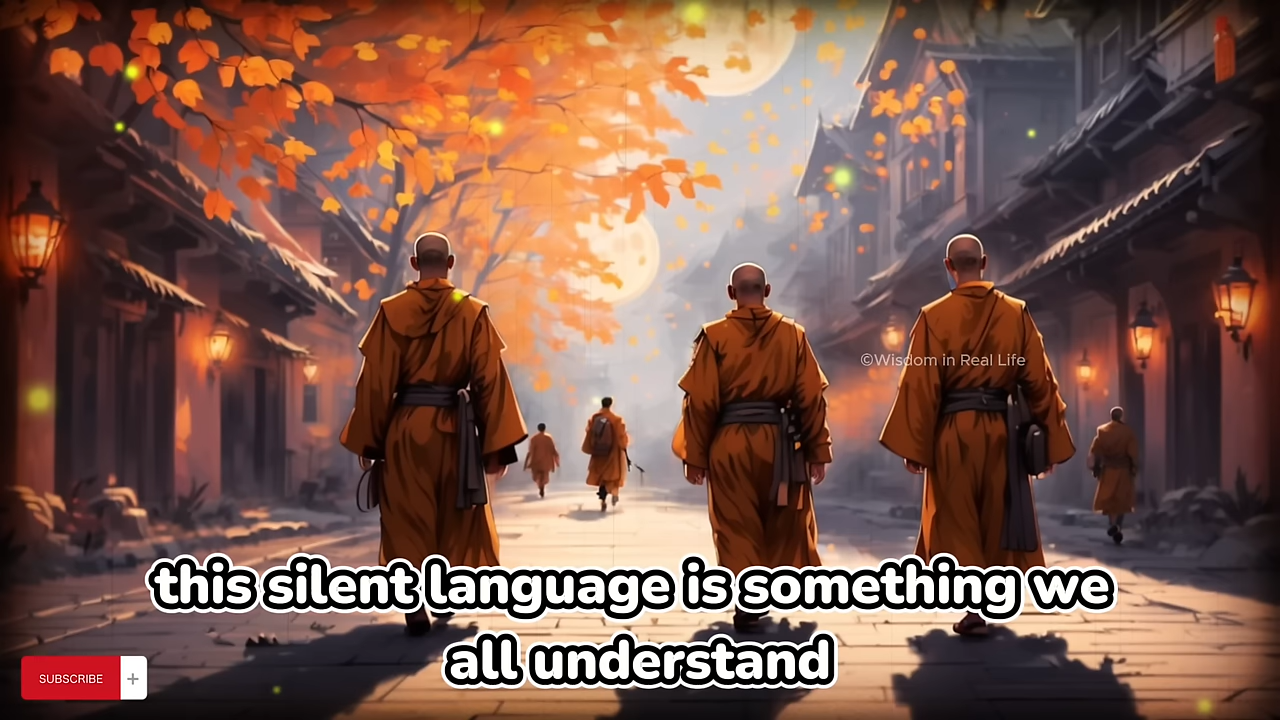 ©Wisdom in Real Life
this silent language is something we
all understand
SUBSCRIBE +